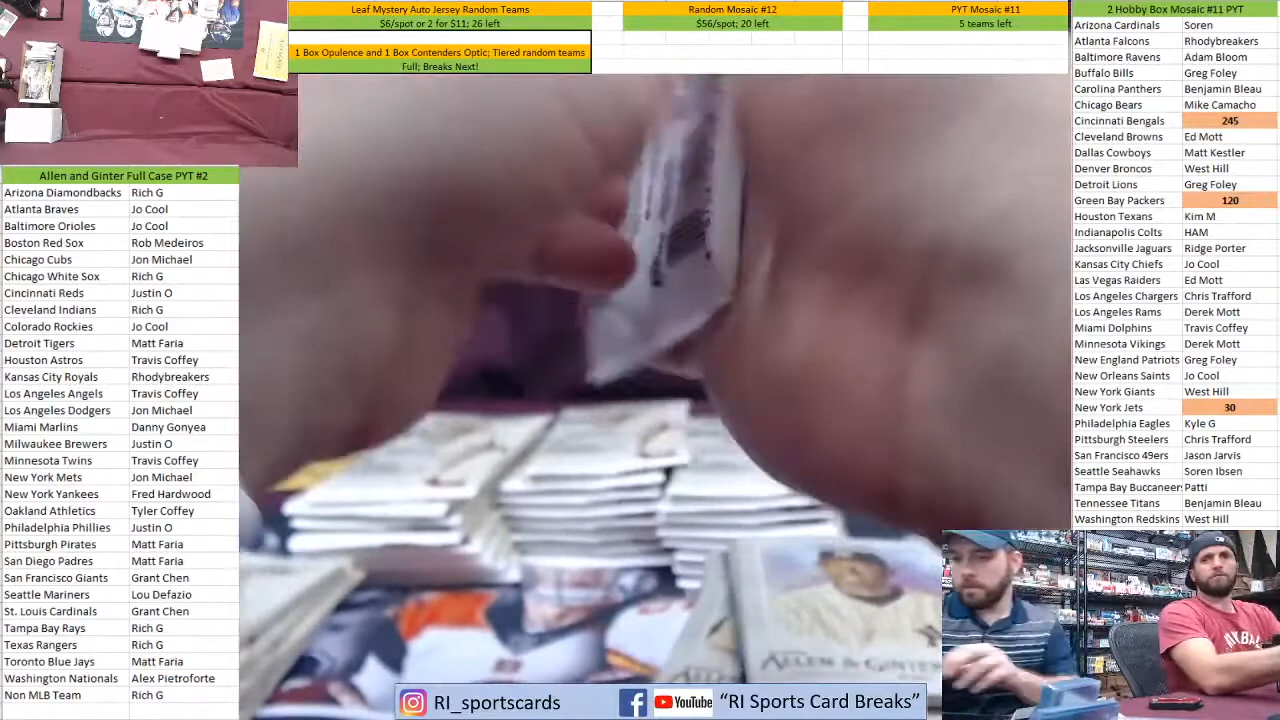 Leaf Mystery Auto Jersey Random Teams
$6/spot or 2 for $11; 26 left
1 Box Opulence and 1 Box Contenders Optic; Tiered random teams
Full; Breaks Next!
Random Mosaic #12
$56/spot; 20 left
PYT Mosaic #11
5 teams left
2 Hobby Box Mosaic #11 PYT
Arizona Cardinals Soren
Atlanta Falcons Rhodybreakers
Baltimore Ravens Adam Bloom
Buffalo Bills Greg Foley
Carolina Panthers Benjamin Bleau
Chicago Bears Mike Camacho
Cincinnati Bengals 245
Cleveland Browns Ed Mott
Dallas Cowboys Matt Kestler
Denver Broncos West Hill
Detroit Lions Greg Foley
Green Bay Packers 120
Houston Texans Kim M
Indianapolis Colts HAM
Jacksonville Jaguars Ridge Porter
Kansas City Chiefs Jo Cool
Las Vegas Raiders Ed Mott
Los Angeles Chargers Chris Trafford
Los Angeles Rams Derek Mott
Miami Dolphins Travis Coffey
Minnesota Vikings Derek Mott
New England Patriots Greg Foley
New Orleans Saints Jo Cool
New York Giants West Hill
New York Jets 30
Philadelphia Eagles Kyle G
Pittsburgh Steelers Chris Trafford
San Francisco 49ers Jason Jarvis
Seattle Seahawks Soren Ibsen
Tampa Bay Buccaneer Patti
Tennessee Titans Benjamin Bleau
Washington Redskins West Hill
Allen and Ginter Full Case PYT #2
Arizona Diamondbacks Rich G
Atlanta Braves Jo Cool
Baltimore Orioles Jo Cool
Boston Red Sox Rob Medeiros
Chicago Cubs Jon Michael
Chicago White Sox Rich G
Cincinnati Reds Justin O
Cleveland Indians Rich G
Colorado Rockies Jo Cool
Detroit Tigers Matt Faria
Houston Astros Travis Coffey
Kansas City Royals Rhodybreakers
Los Angeles Angels Travis Coffey
Los Angeles Dodgers Jon Michael
Miami Marlins Danny Gonyea
Milwaukee Brewers Justin O
Minnesota Twins Travis Coffey
New York Mets Jon Michael
New York Yankees Fred Hardwood
Oakland Athletics Tyler Coffey
Philadelphia Phillies Justin O
Pittsburgh Pirates Matt Faria
San Diego Padres Matt Faria
San Francisco Giants Grant Chen
Seattle Mariners Lou Defazio
St. Louis Cardinals Grant Chen
Tampa Bay Rays Rich G
Texas Rangers Rich G
Toronto Blue Jays Matt Faria
Washington Nationals Alex Pietroforte
Non MLB Team Rich G
ALLEN & GINTER
RI_sportscards
YouTube
“RI Sports Card Breaks”